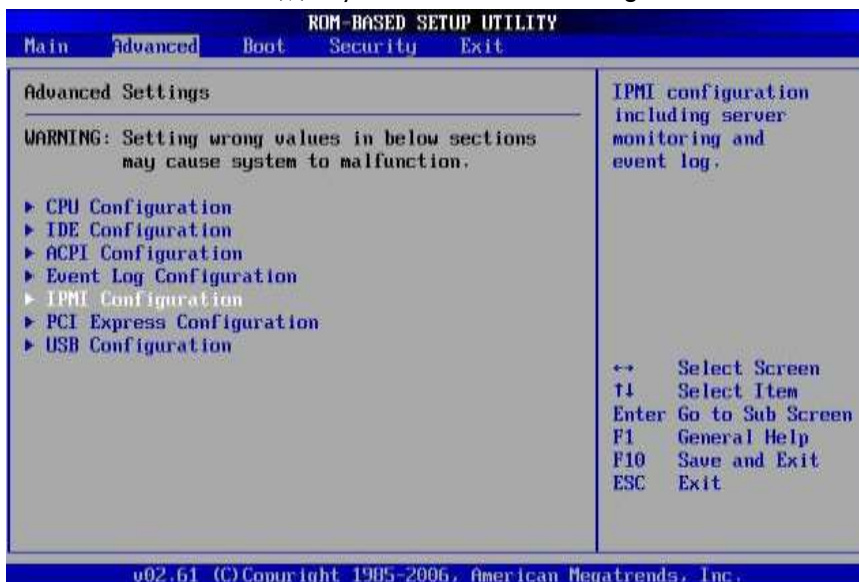 ROM-BASED SETUP UTILITY
Main Advanced Boot Security Exit
Advanced Settings
WARNING: Setting wrong values in below sections
may cause system to malfunction.
▶ CPU Configuration
▶ IDE Configuration
▶ ACPI Configuration
▶ Event Log Configuration
▶ IPMI Configuration
▶ PCI Express Configuration
▶ USB Configuration
IPMI configuration
including server
monitoring and
event log.
↔ Select Screen
↑↓ Select Item
Enter Go to Sub Screen
F1 General Help
F10 Save and Exit
ESC Exit
v02.61 (C)Copyright 1985-2006, American Megatrends, Inc.